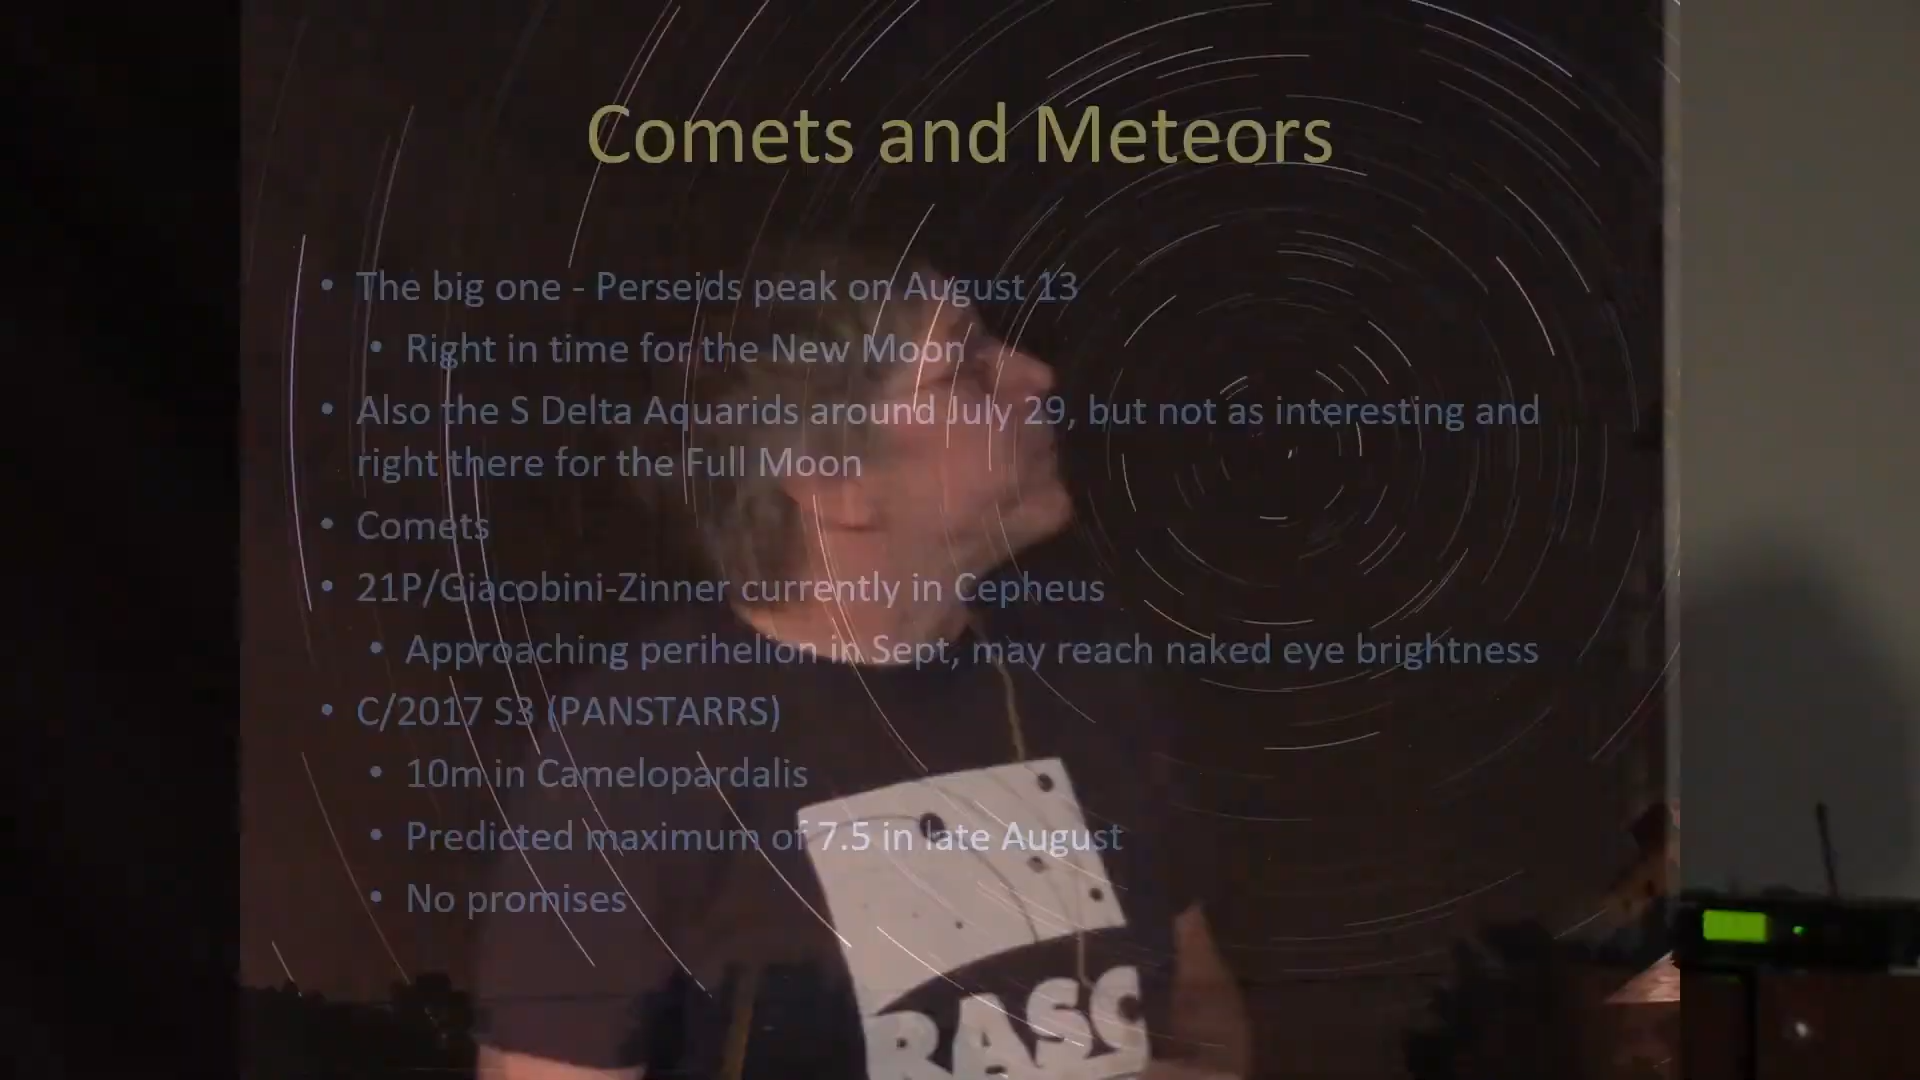 Comets and Meteors
• The big one - Perseids peak on August 13
• Right in time for the New Moon
• Also the S Delta Aquarids around July 29, but not as interesting and
right there for the Full Moon
• Comets
• 21P/Giacobini-Zinner currently in Cepheus
• Approaching perihelion in Sept, may reach naked eye brightness
• C/2017 S3 (PANSTARRS)
• 10m in Camelopardalis
• Predicted maximum of 7.5 in late August
• No promises
RASC